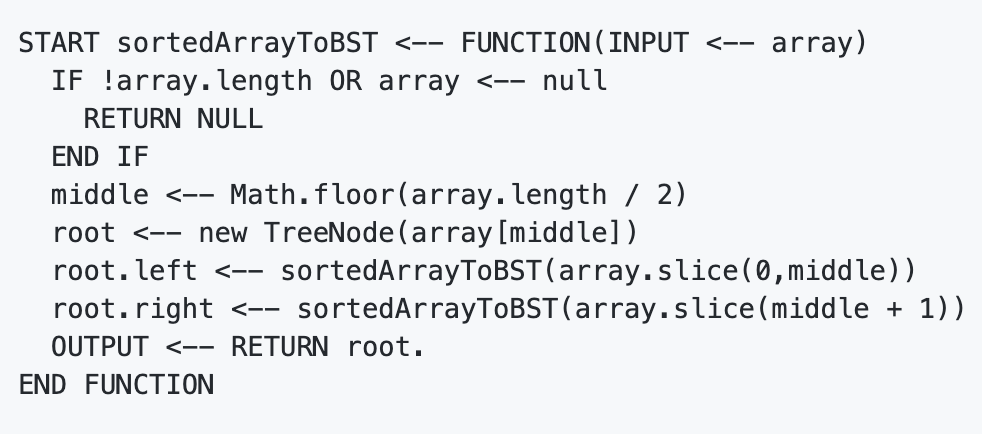 START sortedArrayToBST <-- FUNCTION(INPUT <-- array)
IF !array.length OR array <-- null
RETURN NULL
END IF
middle <-- Math.floor(array.length / 2)
root <-- new TreeNode(array[middle])
root.left <-- sortedArrayToBST(array.slice(0,middle))
root.right <-- sortedArrayToBST(array.slice(middle + 1))
OUTPUT <-- RETURN root.
END FUNCTION